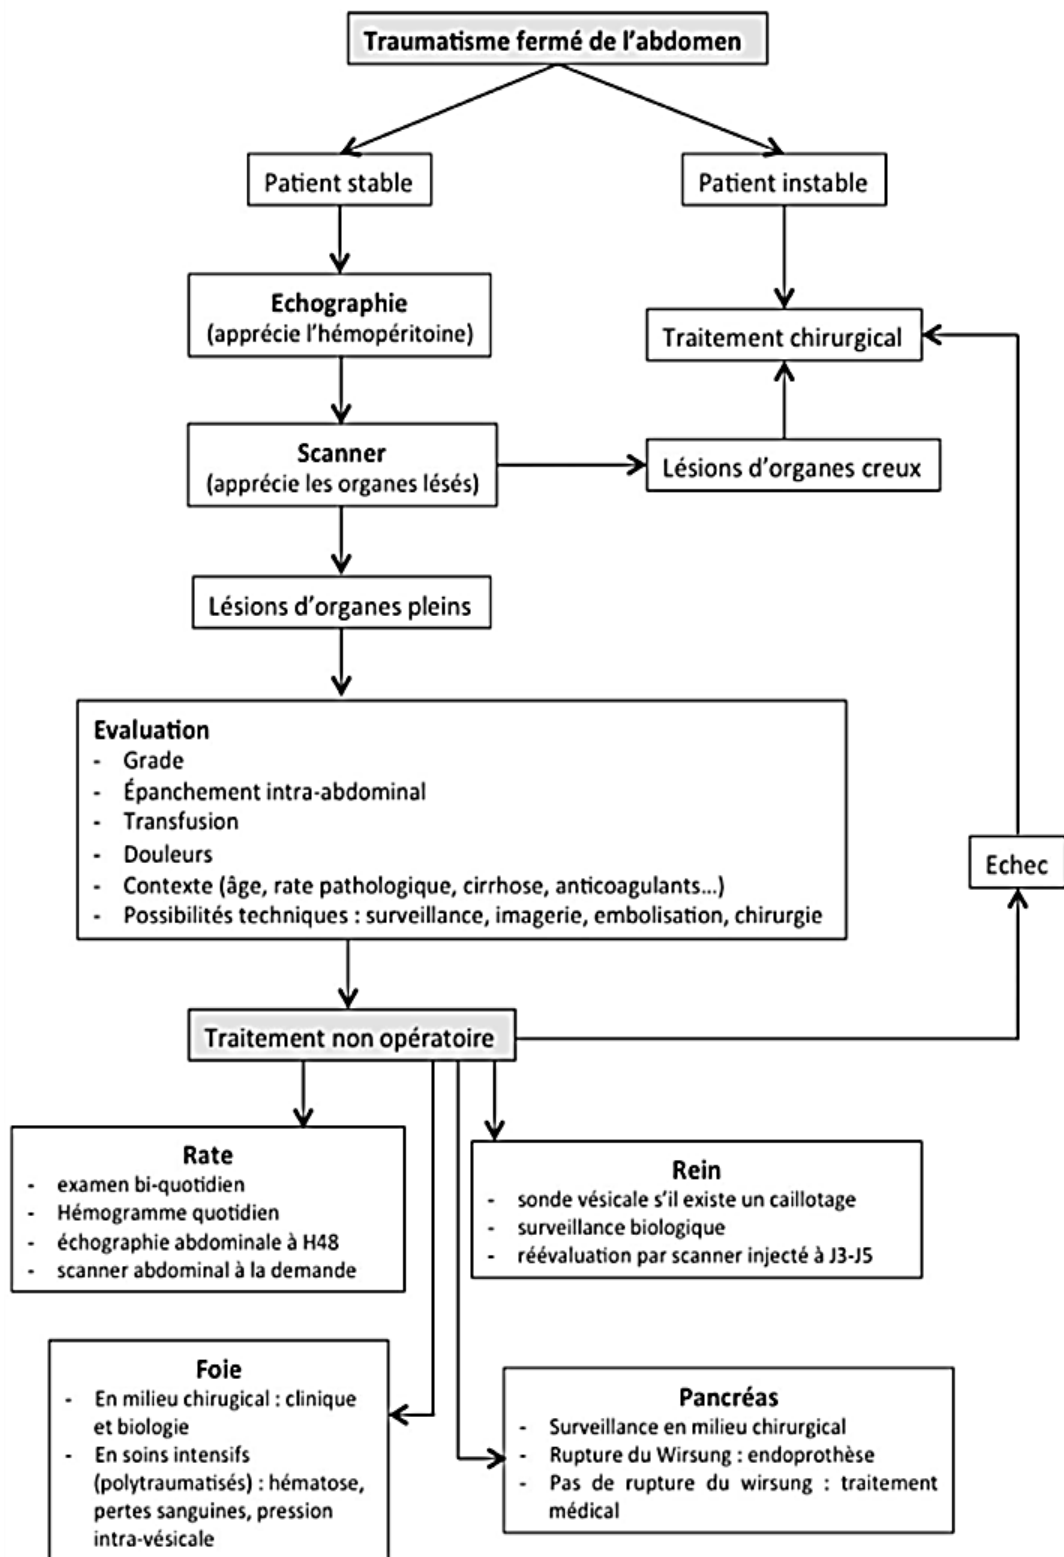 Traumatisme fermé de l'abdomen
Patient stable
Patient instable
Echographie
(apprécie l'hémopéritoine)
Traitement chirurgical
Scanner
(apprécie les organes lésés)
Lésions d'organes creux
Lésions d'organes pleins
Evaluation
- Grade
- Épanchement intra-abdominal
- Transfusion
- Douleurs
- Contexte (âge, rate pathologique, cirrhose, anticoagulants...)
- Possibilités techniques : surveillance, imagerie, embolisation, chirurgie
Echec
Traitement non opératoire
Rate
- examen bi-quotidien
- Hémogramme quotidien
- échographie abdominale à H48
- scanner abdominal à la demande
Rein
- sonde vésicale s'il existe un caillotage
- surveillance biologique
- réévaluation par scanner injecté à J3-J5
Foie
- En milieu chirugical : clinique
et biologie
- En soins intensifs
(polytraumatisés) : hématose,
pertes sanguines, pression
intra-vésicale
Pancréas
- Surveillance en milieu chirurgical
- Rupture du Wirsung : endoprothèse
- Pas de rupture du wirsung : traitement
médical